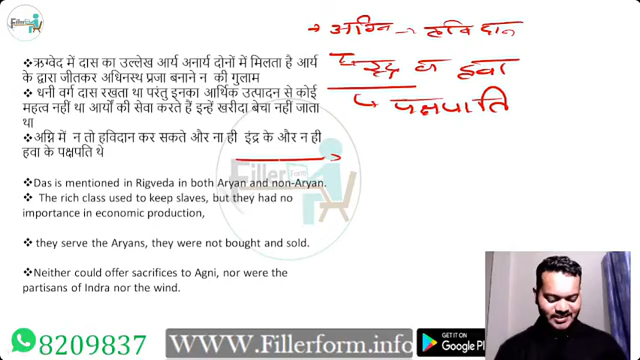 → अग्नि → हवि दान
↳ इन्द्र व हवा
↳ पक्षपाति
❖ऋग्वेद में दास का उल्लेख आर्य अनार्य दोनों में मिलता है आर्य
के द्वारा जीतकर अधिनस्थ प्रजा बनाने न की गुलाम
❖धनी वर्ग दास रखता था परंतु इनका आर्थिक उत्पादन से कोई
महत्व नहीं था आर्यों की सेवा करते हैं इन्हें खरीदा बेचा नहीं जाता
था
❖अग्नि में न तो हविदान कर सकते और ना ही इंद्र के और न ही
हवा के पक्षपति थे
❖ Das is mentioned in Rigveda in both Aryan and non-Aryan.
❖ The rich class used to keep slaves, but they had no
importance in economic production,
❖ they serve the Aryans, they were not bought and sold.
❖ Neither could offer sacrifices to Agni, nor were the
partisans of Indra nor the wind.
Filler
8209837
www.Fillerform.info
GET IT ON
Google Pl